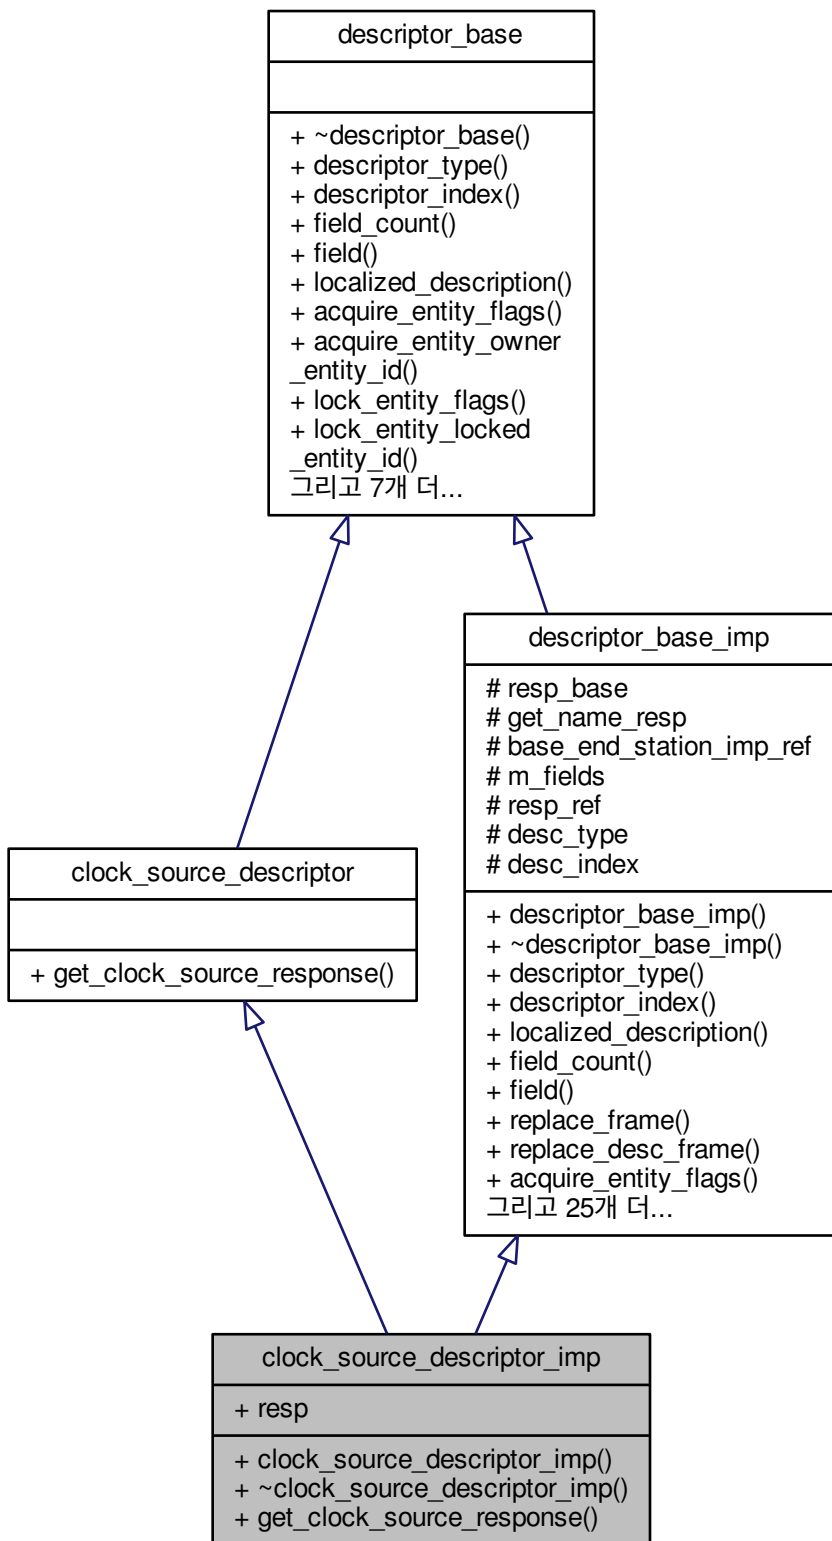 descriptor_base
+ ~descriptor_base()
+ descriptor_type()
+ descriptor_index()
+ field_count()
+ field()
+ localized_description()
+ acquire_entity_flags()
+ acquire_entity_owner
_entity_id()
+ lock_entity_flags()
+ lock_entity_locked
_entity_id()
그리고 7개 더...
descriptor_base_imp
# resp_base
# get_name_resp
# base_end_station_imp_ref
# m_fields
# resp_ref
# desc_type
# desc_index
+ descriptor_base_imp()
+ ~descriptor_base_imp()
+ descriptor_type()
+ descriptor_index()
+ localized_description()
+ field_count()
+ field()
+ replace_frame()
+ replace_desc_frame()
+ acquire_entity_flags()
그리고 25개 더...
clock_source_descriptor
+ get_clock_source_response()
clock_source_descriptor_imp
+ resp
+ clock_source_descriptor_imp()
+ ~clock_source_descriptor_imp()
+ get_clock_source_response()